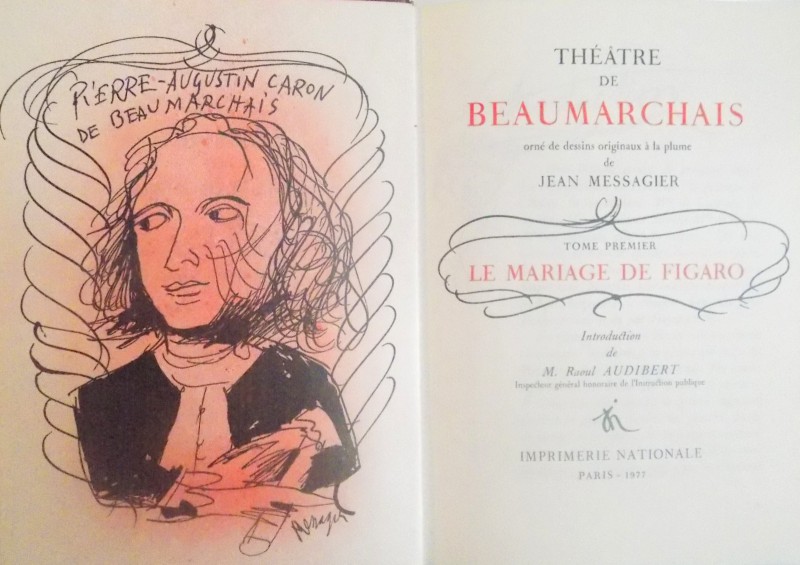 PIERRE-AUGUSTIN CARON
DE BEAUMARCHAIS
Messagier
THÉÂTRE
DE
BEAUMARCHAIS
orné de dessins originaux à la plume
de
JEAN MESSAGIER
TOME PREMIER
LE MARIAGE DE FIGARO
Introduction
de
M. Raoul AUDIBERT
Inspecteur général honoraire de l'Instruction publique
IMPRIMERIE NATIONALE
PARIS - 1977